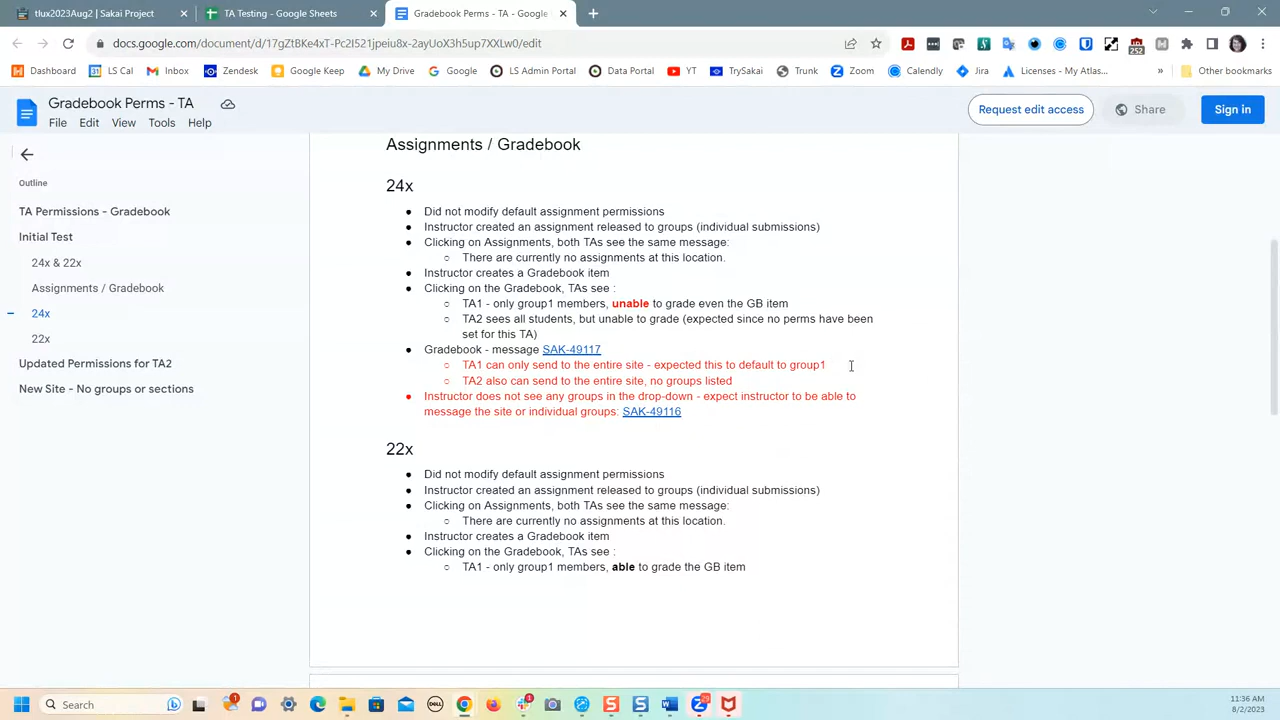 tlux2023Aug2 | Sakai Project
TA Testing - Google Sheets
Gradebook Perms - TA - Google
docs.google.com/document/d/17gZtBKe4xT-Pc2I521jpeiu8x-2ayUoX3h5up7XXLw0/edit
252
Dashboard
LS Cal
Inbox
Zendesk
Google Keep
My Drive
Google
LS Admin Portal
Data Portal
YT
TrySakai
Trunk
Zoom
Calendly
Jira
Licenses - My Atlas...
»
Other bookmarks
Gradebook Perms - TA
File Edit View Tools Help
Request edit access
Share
Sign in
Outline
TA Permissions - Gradebook
Initial Test
24x & 22x
Assignments / Gradebook
24x
22x
Updated Permissions for TA2
New Site - No groups or sections
Assignments / Gradebook
24x
● Did not modify default assignment permissions
● Instructor created an assignment released to groups (individual submissions)
● Clicking on Assignments, both TAs see the same message:
○ There are currently no assignments at this location.
● Instructor creates a Gradebook item
● Clicking on the Gradebook, TAs see :
○ TA1 - only group1 members, unable to grade even the GB item
○ TA2 sees all students, but unable to grade (expected since no perms have been
set for this TA)
● Gradebook - message SAK-49117
○ TA1 can only send to the entire site - expected this to default to group1
○ TA2 also can send to the entire site, no groups listed
● Instructor does not see any groups in the drop-down - expect instructor to be able to
message the site or individual groups: SAK-49116
22x
● Did not modify default assignment permissions
● Instructor created an assignment released to groups (individual submissions)
● Clicking on Assignments, both TAs see the same message:
○ There are currently no assignments at this location.
● Instructor creates a Gradebook item
● Clicking on the Gradebook, TAs see :
○ TA1 - only group1 members, able to grade the GB item
Search
11:36 AM
8/2/2023